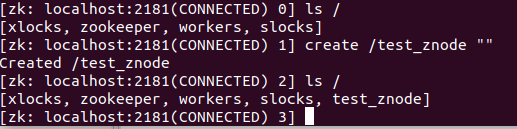 [zk: localhost:2181(CONNECTED) 0] ls /
[xlocks, zookeeper, workers, slocks]
[zk: localhost:2181(CONNECTED) 1] create /test_znode ""
Created /test_znode
[zk: localhost:2181(CONNECTED) 2] ls /
[xlocks, zookeeper, workers, slocks, test_znode]
[zk: localhost:2181(CONNECTED) 3]